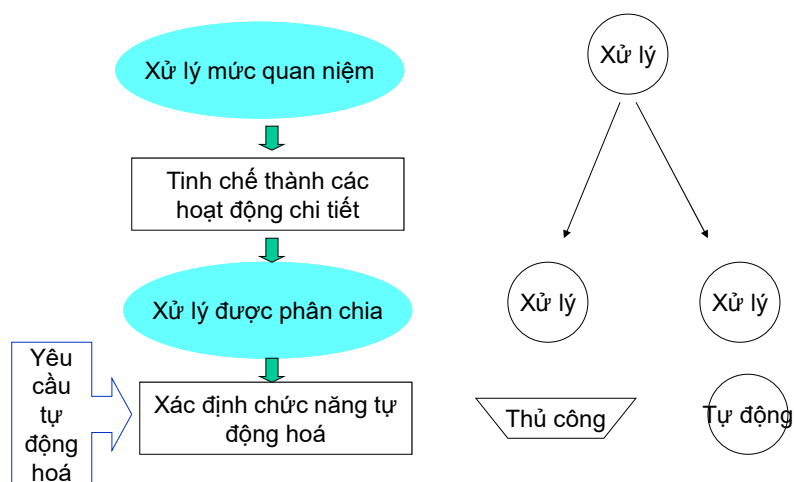 Xử lý mức quan niệm
Tinh chế thành các
hoạt động chi tiết
Xử lý được phân chia
Yêu
cầu
tự
động
hoá
Xác định chức năng tự
động hoá
Xử lý
Xử lý
Xử lý
Thủ công
Tự động